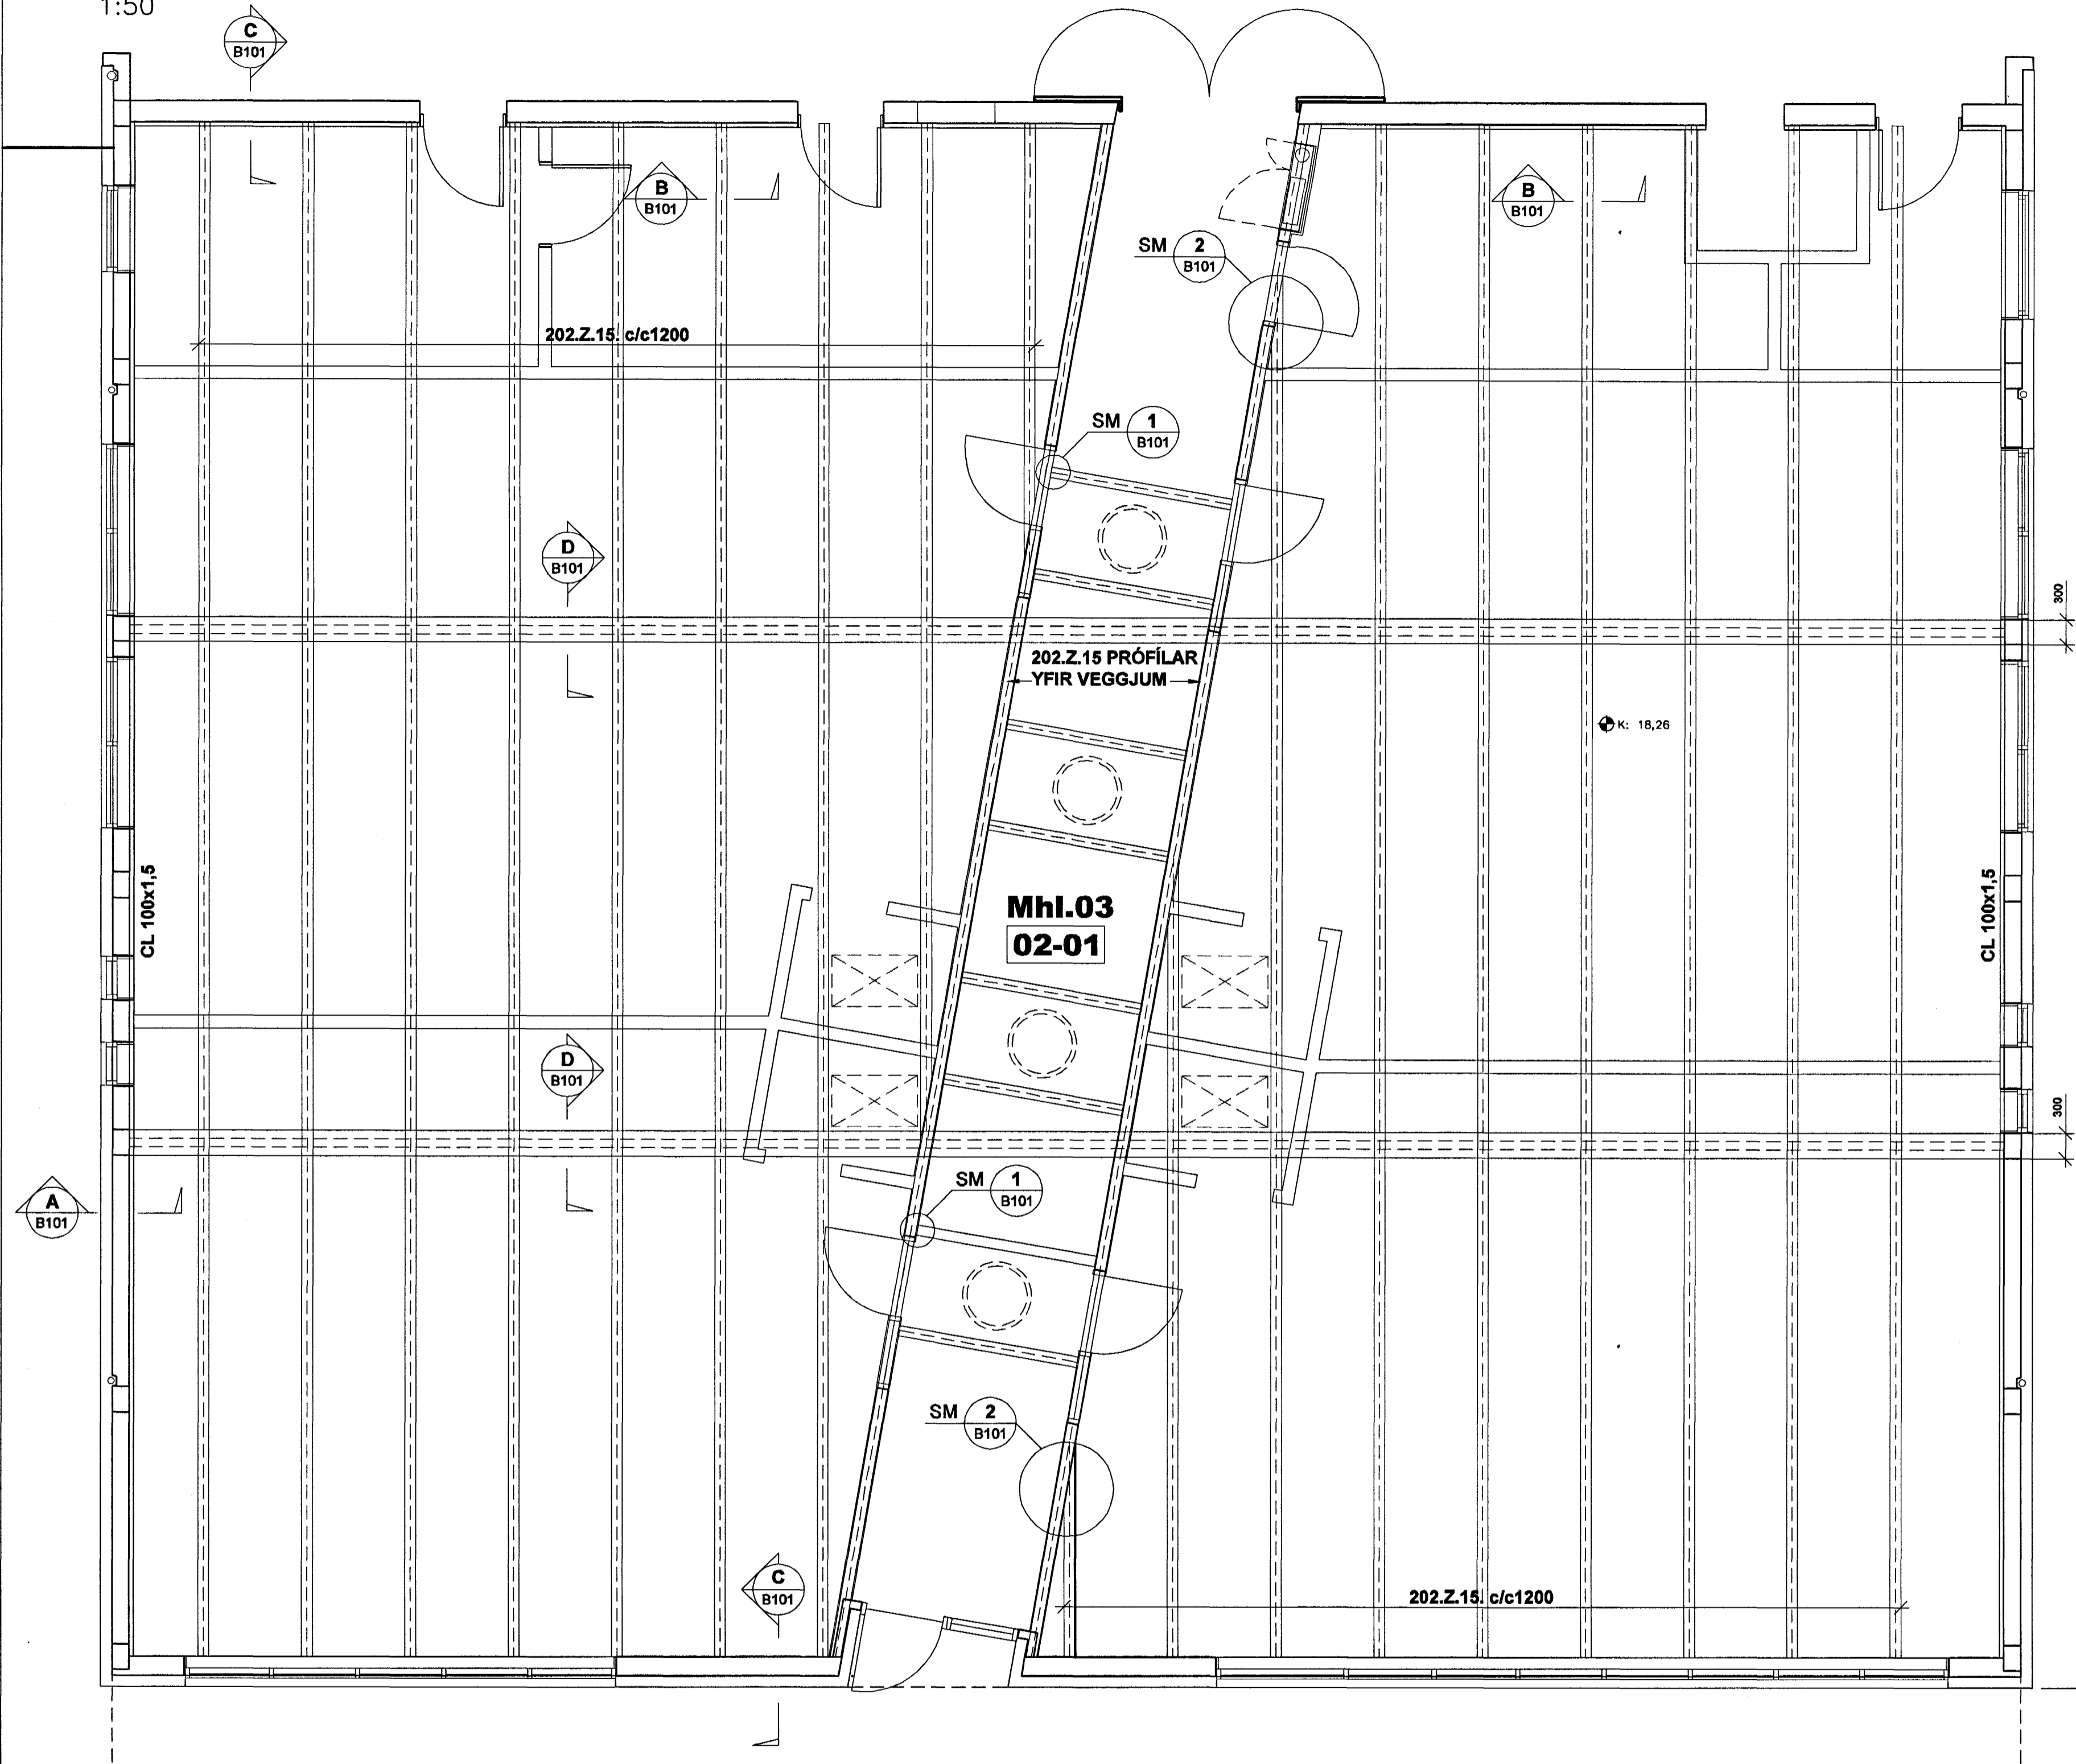 1:50
C
B101
B
B101
B
B101
SM 2
B101
202.Z.15. c/c1200
SM 1
B101
D
B101
300
202.Z.15 PRÓFÍLAR
YFIR VEGGJUM
K: 18,26
CL 100x1,5
CL 100x1,5
Mhl.03
02-01
D
B101
300
A
B101
SM 1
B101
SM 2
B101
C
B101
202.Z.15. c/c1200